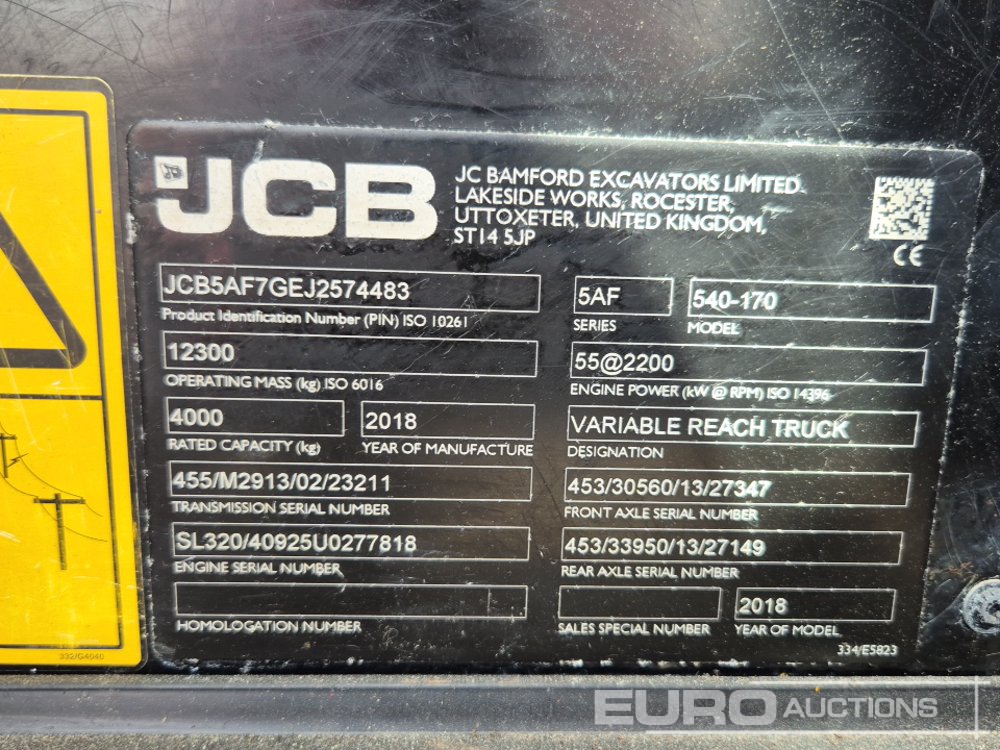 JCB
JC BAMFORD EXCAVATORS LIMITED.
LAKESIDE WORKS, ROCESTER,
UTTOXETER, UNITED KINGDOM,
ST14 5JP
CE
JCB5AF7GEJ2574483
Product Identification Number (PIN) ISO 10261
5AF
SERIES
540-170
MODEL
12300
OPERATING MASS (kg) ISO 6016
55@2200
ENGINE POWER (kW @ RPM) ISO 14396
4000
RATED CAPACITY (kg)
2018
YEAR OF MANUFACTURE
VARIABLE REACH TRUCK
DESIGNATION
455/M2913/02/23211
TRANSMISSION SERIAL NUMBER
453/30560/13/27347
FRONT AXLE SERIAL NUMBER
SL320/40925U0277818
ENGINE SERIAL NUMBER
453/33950/13/27149
REAR AXLE SERIAL NUMBER
HOMOLOGATION NUMBER
SALES SPECIAL NUMBER
2018
YEAR OF MODEL
334/E5823
332/G4040
EURO AUCTIONS